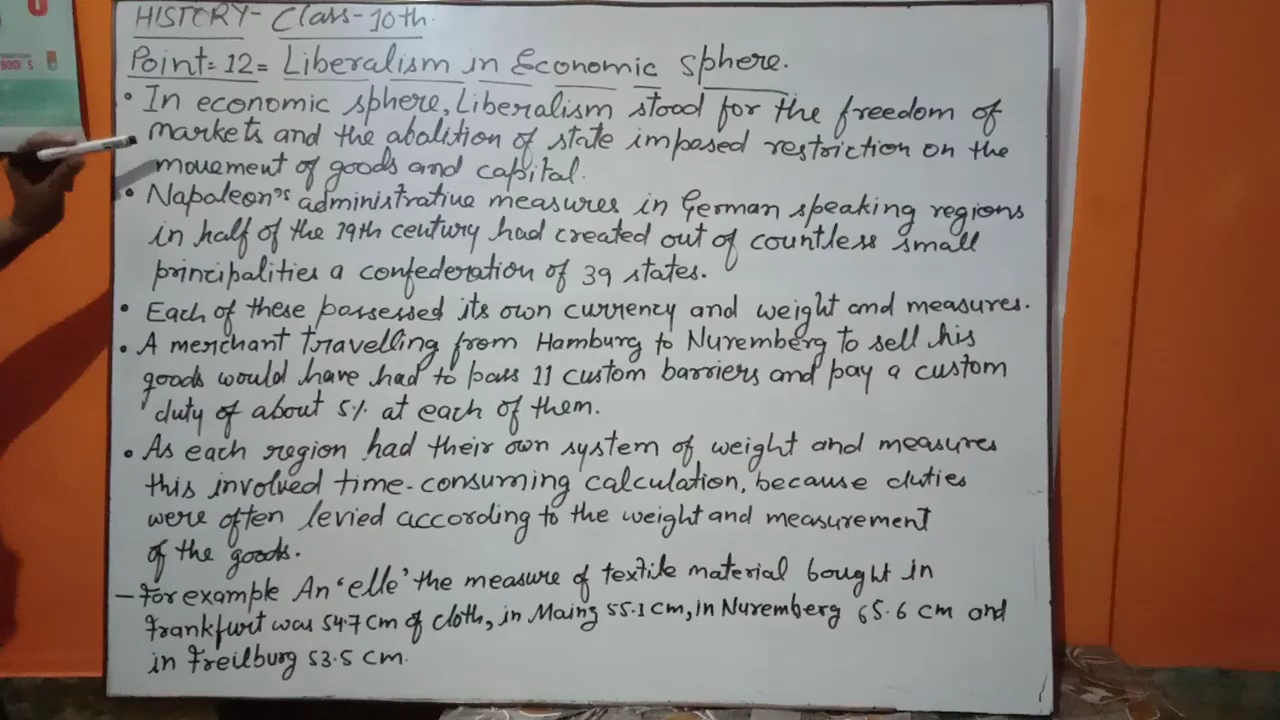 HISTORY- Class-10th.
Point= 12= Liberalism in Economic sphere.
• In economic sphere, Liberalism stood for the freedom of
markets and the abalition of state imposed restriction on the
movement of goods and capital.
• Napoleon's administrative measures in German speaking regions
in half of the 19th century had created out of countless small
principalities a confederation of 39 states.
• Each of these possessed its own currency and weight and measures.
• A merchant travelling from Hamburg to Nuremberg to sell his
goods would have had to pass 11 custom barriers and pay a custom
duty of about 5% at each of them.
• As each region had their own system of weight and measures
this involved time-consuming calculation, because duties
were often levied according to the weight and measurement
of the goods.
- For example An 'elle' the measure of textile material bought in
Frankfurt was 54.7 cm of cloth, in Mainz 55.1 cm, in Nuremberg 65.6 cm and
in Freilburg 53.5 cm.